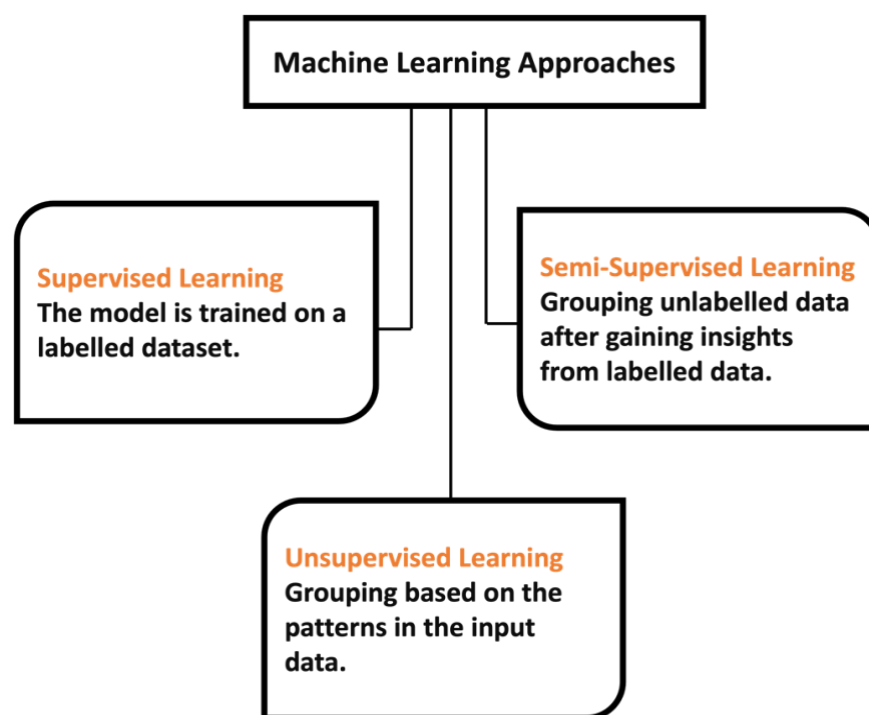 Machine Learning Approaches
Supervised Learning
The model is trained on a
labelled dataset.
Semi-Supervised Learning
Grouping unlabelled data
after gaining insights
from labelled data.
Unsupervised Learning
Grouping based on the
patterns in the input
data.